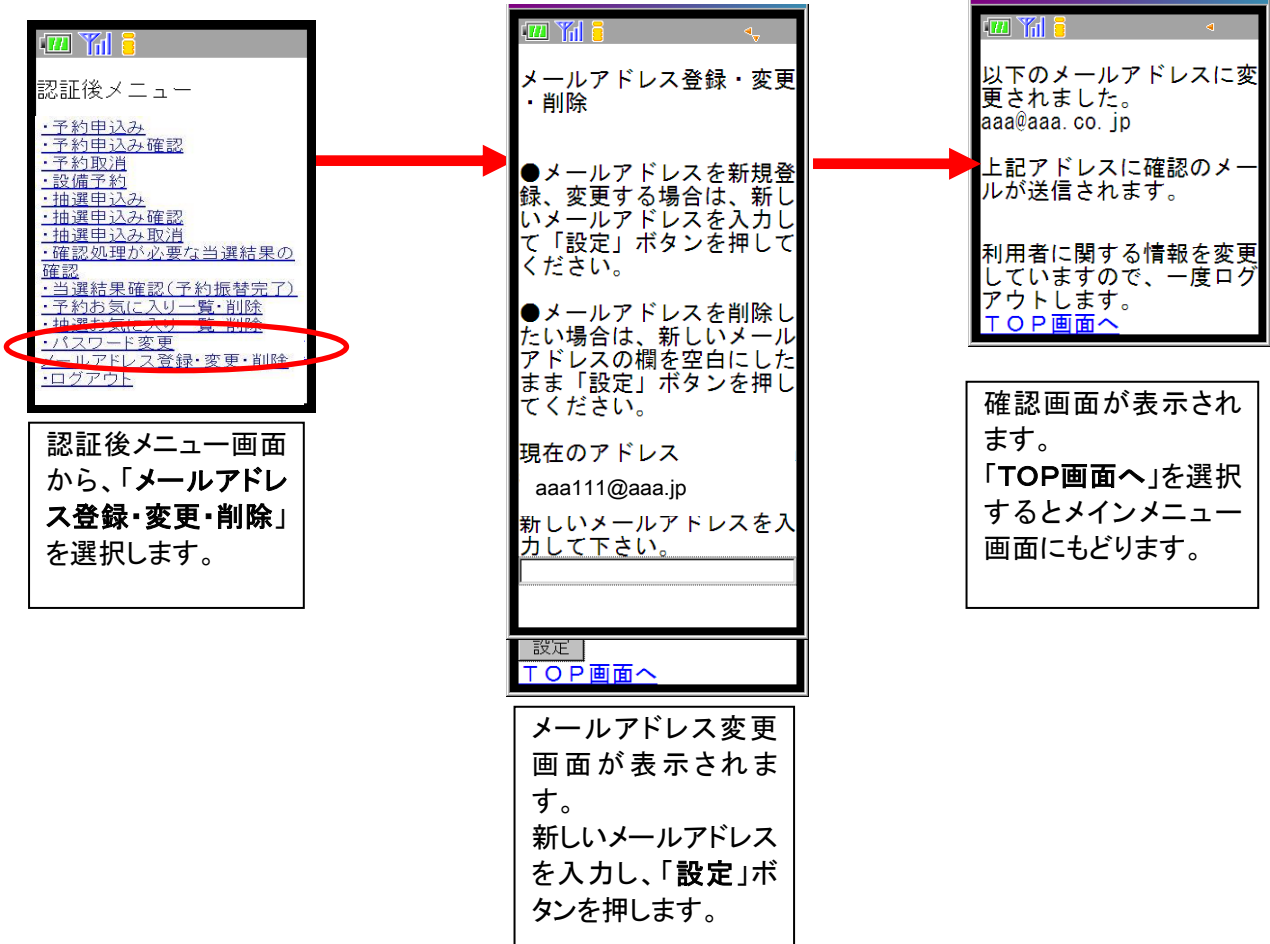 認証後メニュー
・予約申込み
・予約申込み確認
・予約取消
・設備予約
・抽選申込み
・抽選申込み確認
・抽選申込み取消
・確認処理が必要な当選結果の
確認
・当選結果確認(予約振替完了)
・予約お気に入り一覧・削除
・抽選お気に入り一覧・削除
・パスワード変更
メールアドレス登録・変更・削除
・ログアウト
認証後メニュー画面
から、「メールアドレ
ス登録・変更・削除」
を選択します。
メールアドレス登録・変更
・削除
●メールアドレスを新規登
録、変更する場合は、新し
いメールアドレスを入力し
て「設定」ボタンを押して
ください。
●メールアドレスを削除し
たい場合は、新しいメール
アドレスの欄を空白にした
まま「設定」ボタンを押し
てください。
現在のアドレス
aaa111@aaa.jp
新しいメールアドレスを入
力して下さい。
設定
TOP画面へ
メールアドレス変更
画面が表示されま
す。
新しいメールアドレス
を入力し、「設定」ボ
タンを押します。
以下のメールアドレスに変
更されました。
aaa@aaa.co.jp
上記アドレスに確認のメー
ルが送信されます。
利用者に関する情報を変更
していますので、一度ログ
アウトします。
TOP画面へ
確認画面が表示され
ます。
「TOP画面へ」を選択
するとメインメニュー
画面にもどります。